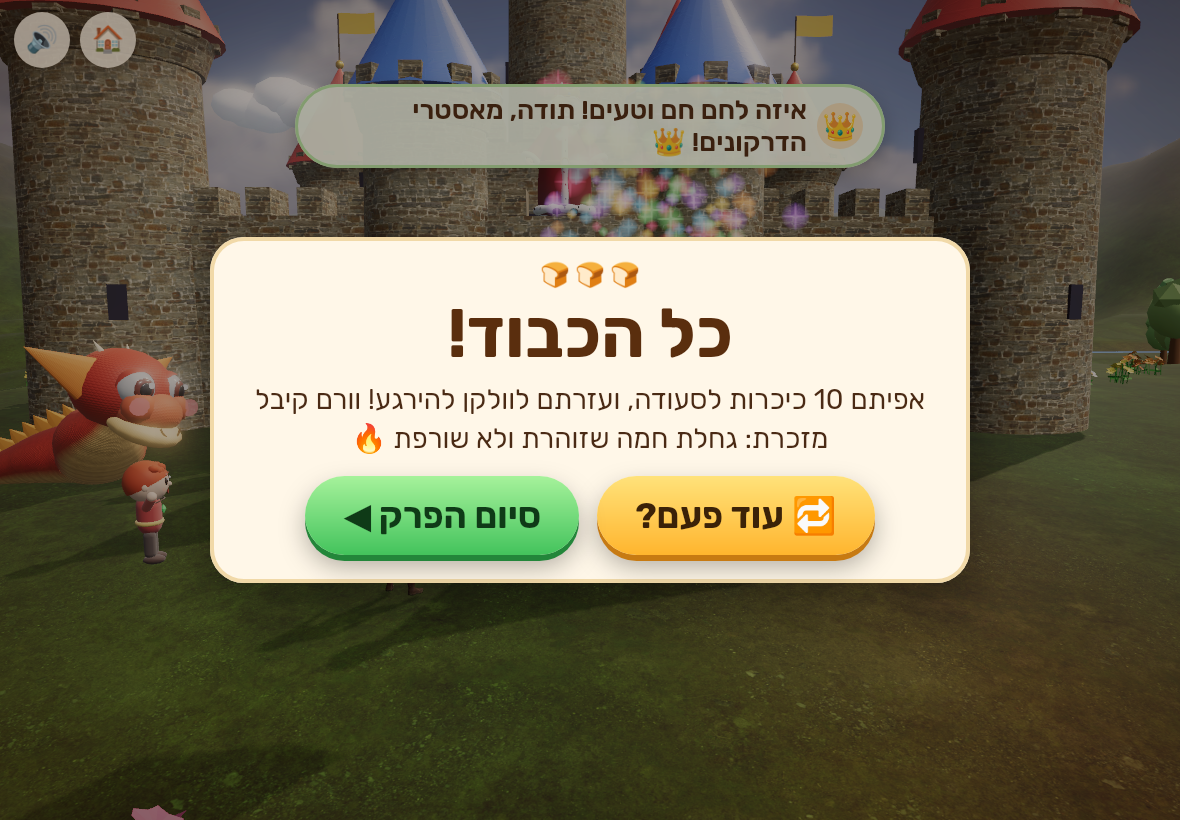 איזה לחם חם וטעים! תודה, מאסטרי
הדרקונים! 👑
כל הכבוד!
אפיתם 10 כיכרות לסעודה, ועזרתם לוולקן להירגע! וורם קיבל
מזכרת: גחלת חמה שזוהרת ולא שורפת 🔥
🔁 עוד פעם?
סיום הפרק ◀